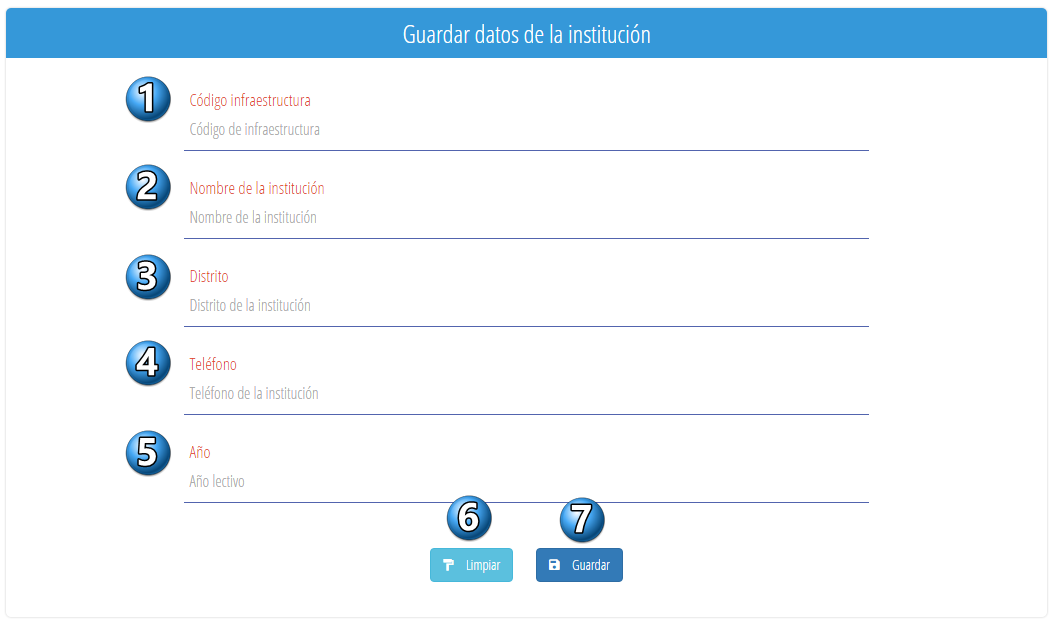 Guardar datos de la institución
1
Código infraestructura
Código de infraestructura
2
Nombre de la institución
Nombre de la institución
3
Distrito
Distrito de la institución
4
Teléfono
Teléfono de la institución
5
Año
Año lectivo
6 7
Limpiar Guardar